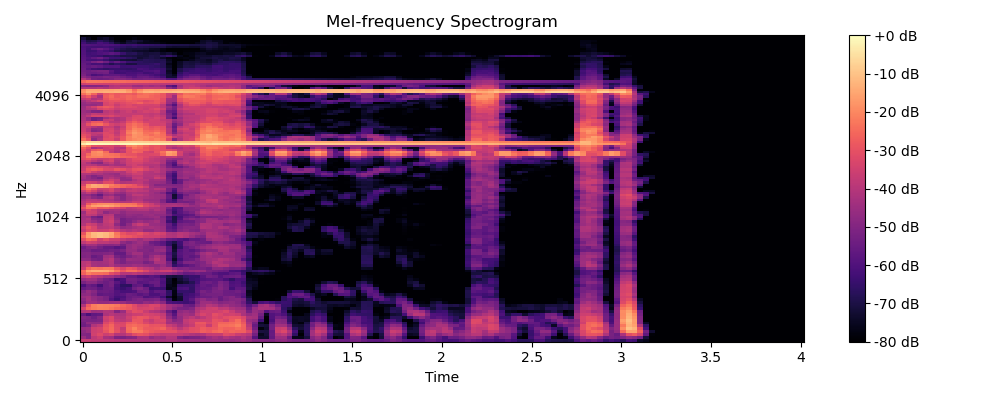 Mel-frequency Spectrogram
+0 dB
-10 dB
4096
-20 dB
-30 dB
2048
-40 dB
Hz
1024
-50 dB
512
-60 dB
-70 dB
0
-80 dB
0 0.5 1 1.5 2 2.5 3 3.5 4
Time